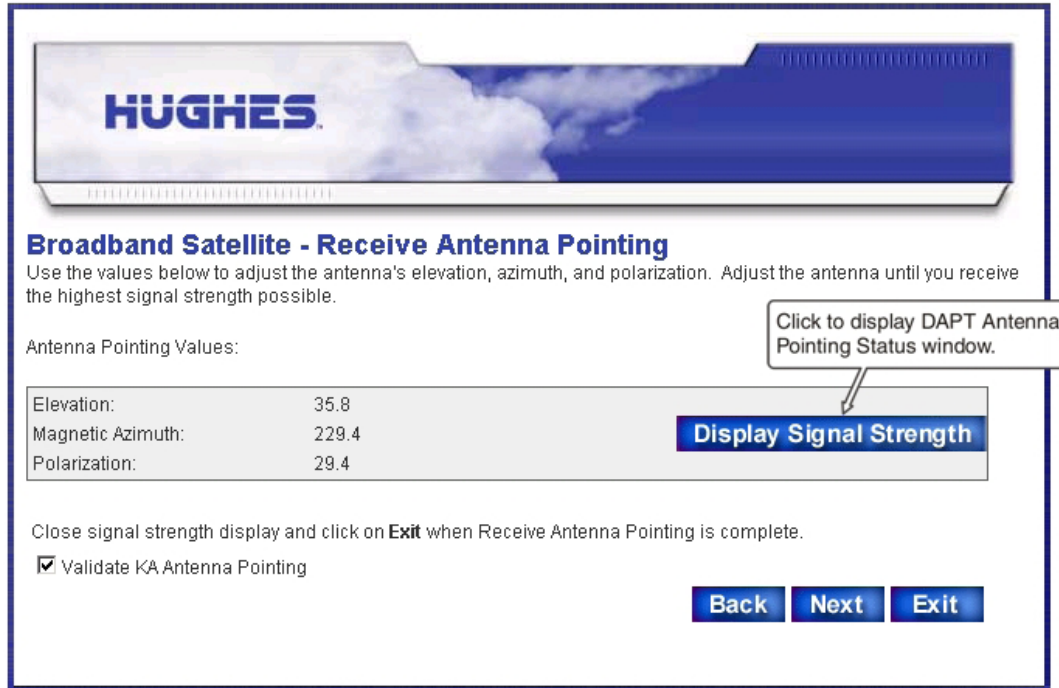 HUGHES
Broadband Satellite - Receive Antenna Pointing
Use the values below to adjust the antenna's elevation, azimuth, and polarization. Adjust the antenna until you receive
the highest signal strength possible.
Click to display DAPT Antenna
Pointing Status window.
Antenna Pointing Values:
Elevation: 35.8
Magnetic Azimuth: 229.4
Polarization: 29.4
Display Signal Strength
Close signal strength display and click on Exit when Receive Antenna Pointing is complete.
Validate KA Antenna Pointing
Back Next Exit